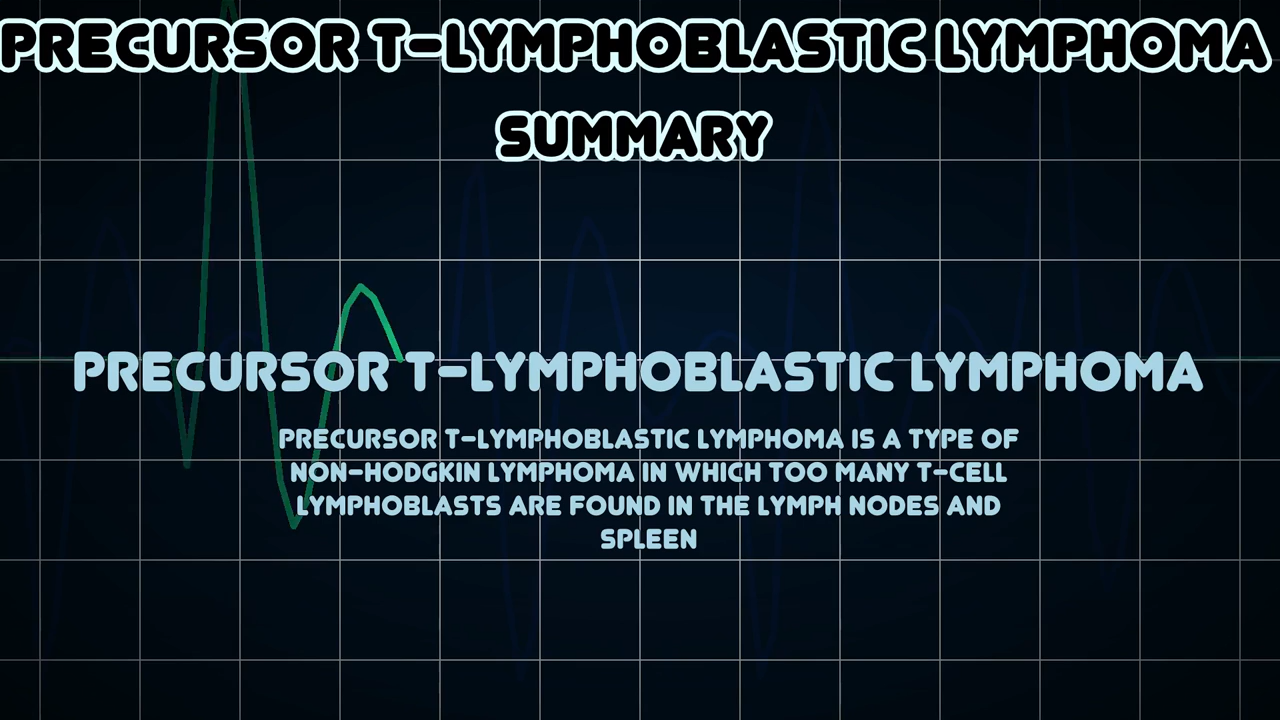 PRECURSOR T-LYMPHOBLASTIC LYMPHOMA
SUMMARY
PRECURSOR T-LYMPHOBLASTIC LYMPHOMA
PRECURSOR T-LYMPHOBLASTIC LYMPHOMA IS A TYPE OF
NON-HODGKIN LYMPHOMA IN WHICH TOO MANY T-CELL
LYMPHOBLASTS ARE FOUND IN THE LYMPH NODES AND
SPLEEN